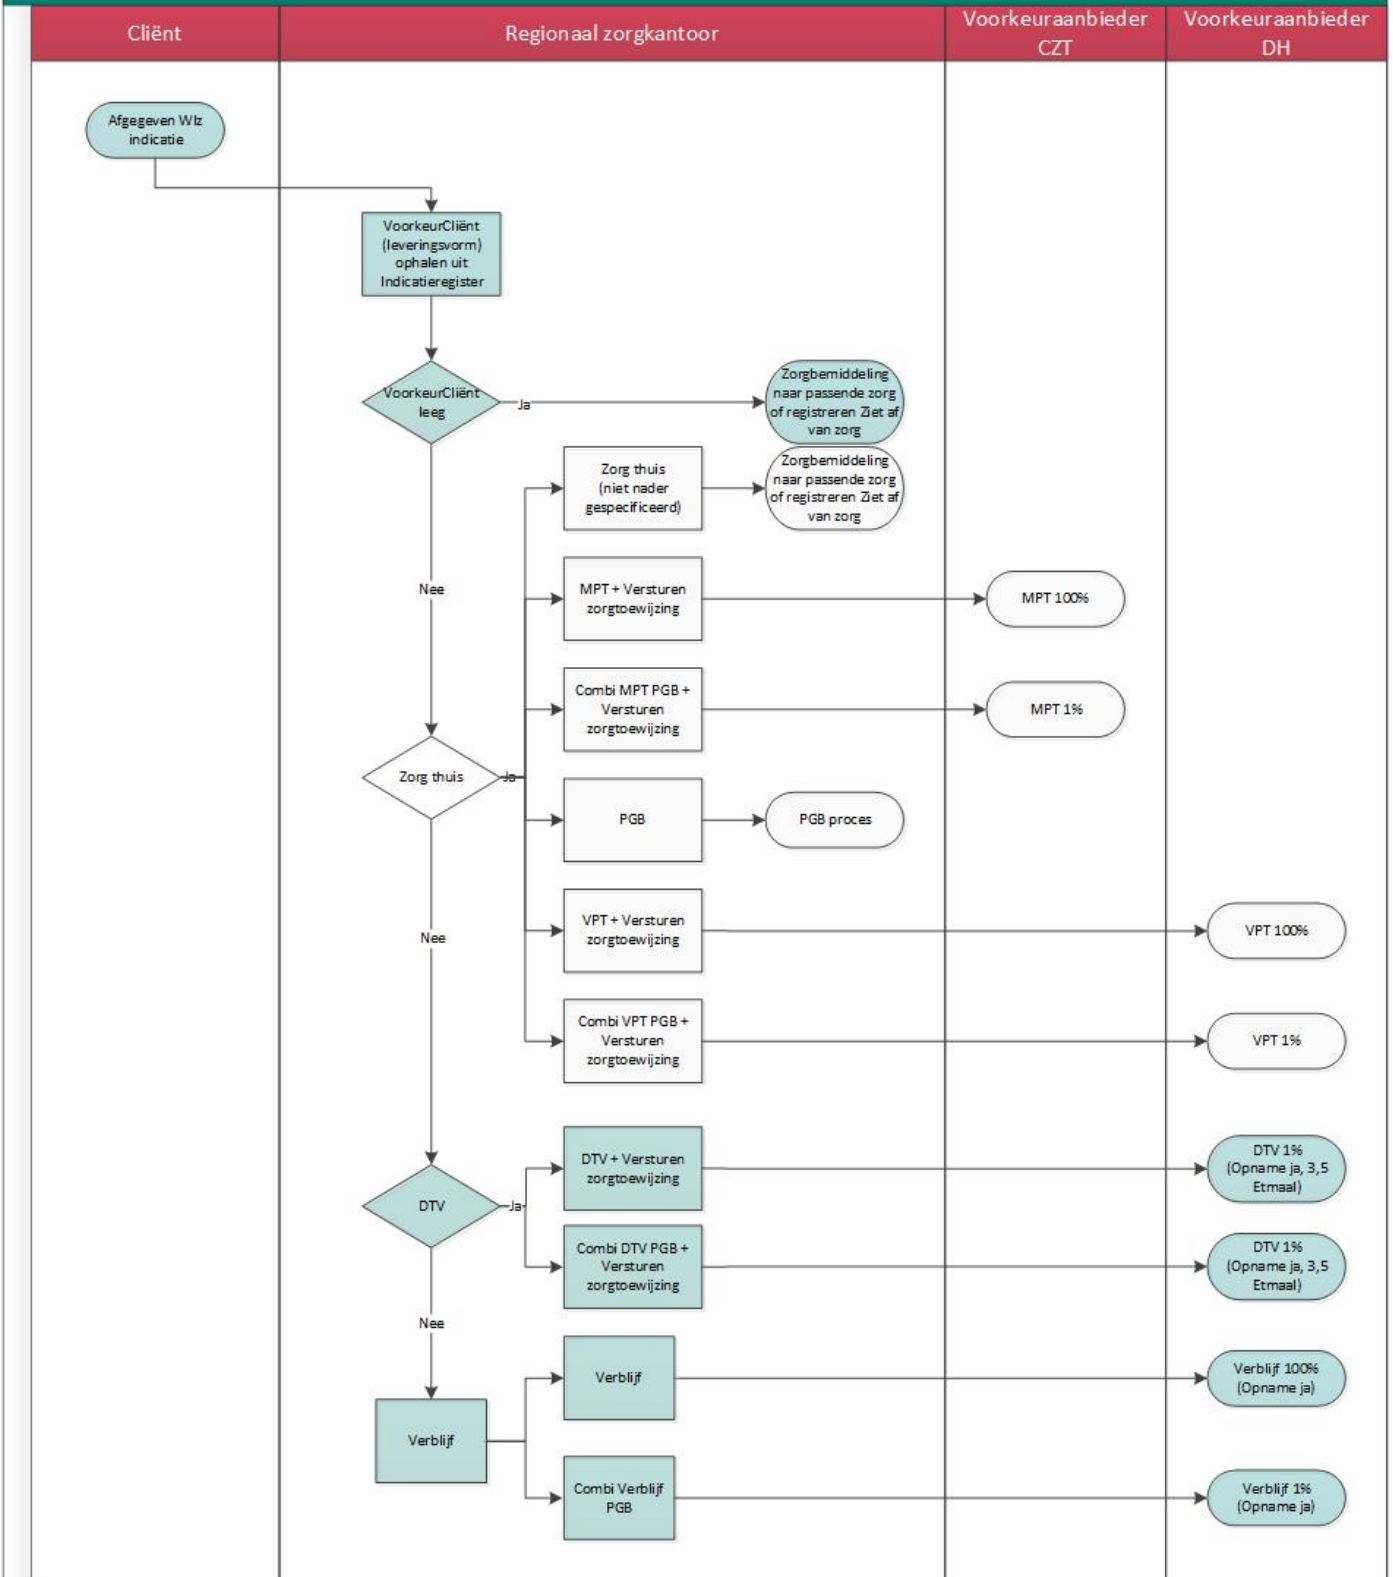 Cliënt
Regionaal zorgkantoor
Voorkeuraanbieder
CZT
Voorkeuraanbieder
DH
Afgegeven Wlz
indicatie
VoorkeurCliënt
(leveringsvorm)
ophalen uit
Indicatieregister
VoorkeurCliënt
leeg
Ja
Zorgbemiddeling
naar passende zorg
of registreren Ziet af
van zorg
Zorg thuis
(niet nader
gespecificeerd)
Zorgbemiddeling
naar passende zorg
of registreren Ziet af
van zorg
Nee
MPT + Versturen
zorgtoewijzing
MPT 100%
Combi MPT PGB +
Versturen
zorgtoewijzing
MPT 1%
Zorg thuis
Ja
PGB
PGB proces
VPT + Versturen
zorgtoewijzing
VPT 100%
Nee
Combi VPT PGB +
Versturen
zorgtoewijzing
VPT 1%
DTV + Versturen
zorgtoewijzing
DTV 1%
(Opname ja, 3,5
Etmaal)
DTV
Ja
Combi DTV PGB +
Versturen
zorgtoewijzing
DTV 1%
(Opname ja, 3,5
Etmaal)
Nee
Verblijf
Verblijf 100%
(Opname ja)
Verblijf
Combi Verblijf
PGB
Verblijf 1%
(Opname ja)